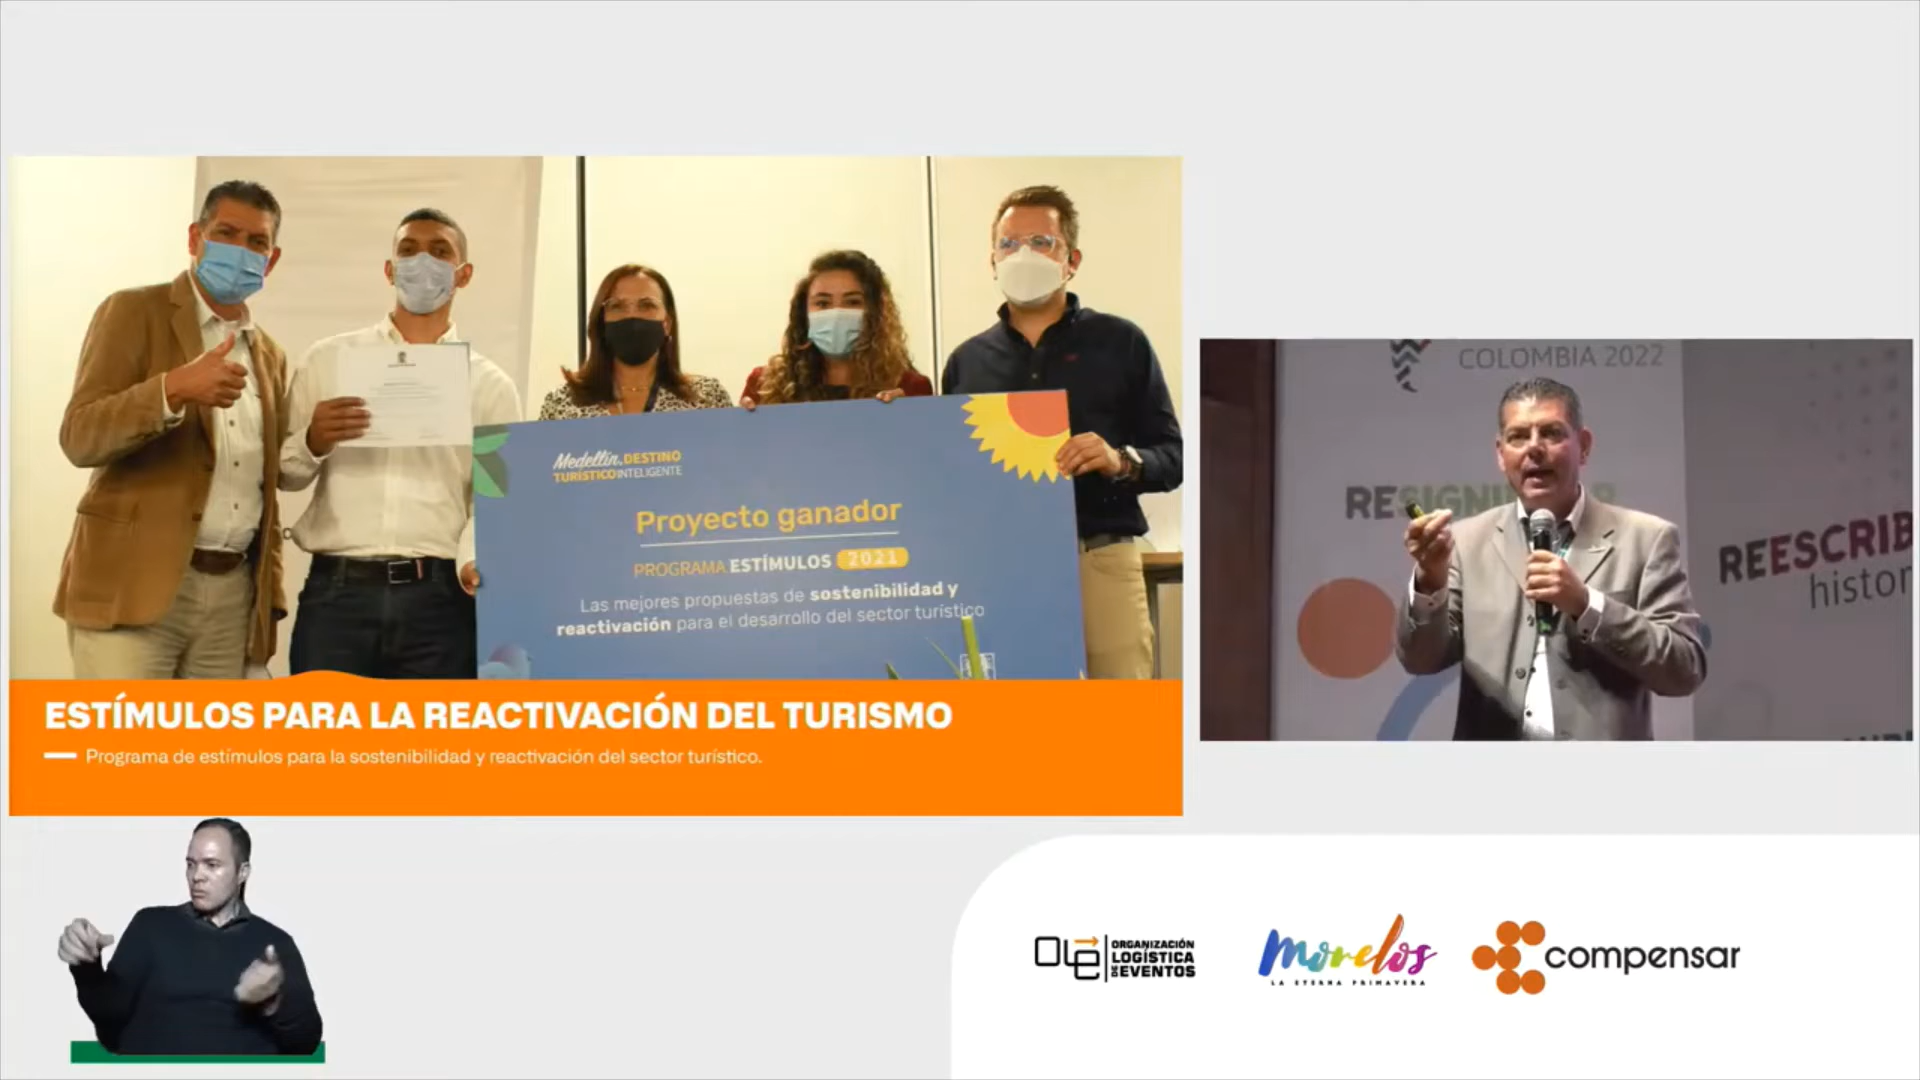 Medellín, DESTINO
TURÍSTICO INTELIGENTE
Proyecto ganador
PROGRAMA ESTÍMULOS 2021
Las mejores propuestas de sostenibilidad y
reactivación para el desarrollo del sector turístico
ESTÍMULOS PARA LA REACTIVACIÓN DEL TURISMO
Programa de estímulos para la sostenibilidad y reactivación del sector turístico.
COLOMBIA 2022
REESCRIB
histor
OLE
ORGANIZACIÓN
LOGÍSTICA
DE EVENTOS
Morelos
LA ETERNA PRIMAVERA
compensar